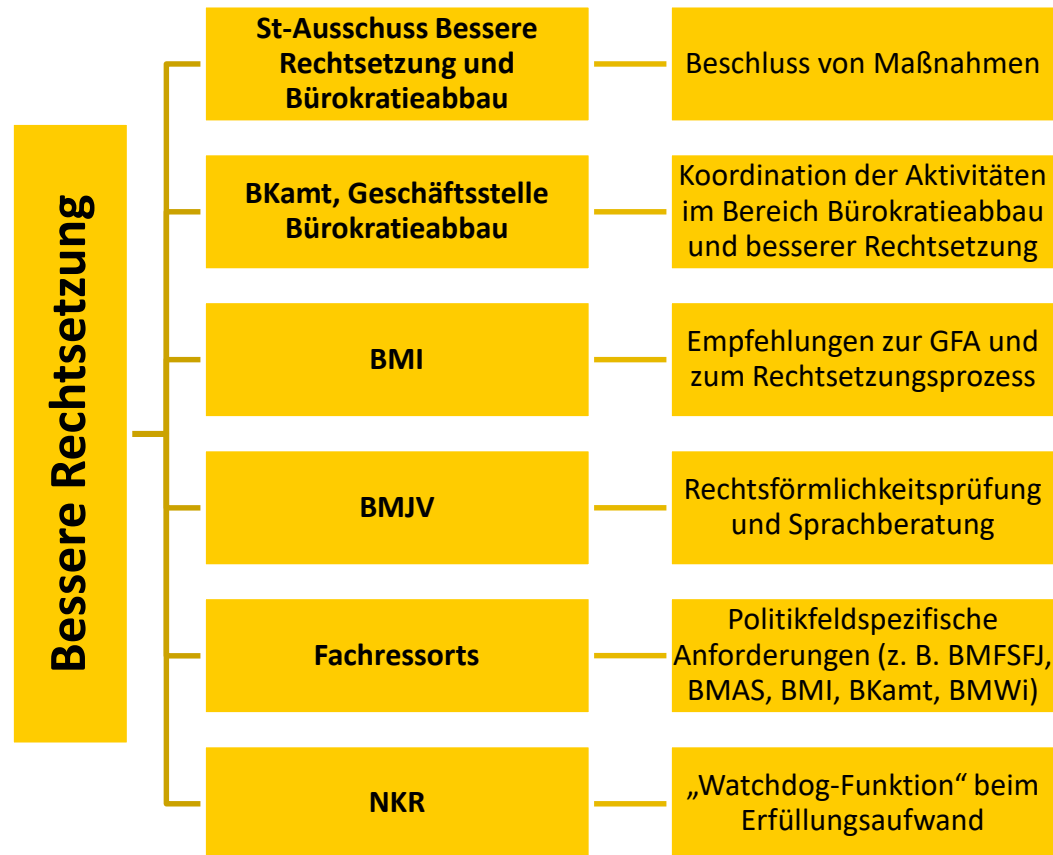 Bessere Rechtsetzung
St-Ausschuss Bessere
Rechtsetzung und
Bürokratieabbau
Beschluss von Maßnahmen
BKamt, Geschäftsstelle
Bürokratieabbau
Koordination der Aktivitäten
im Bereich Bürokratieabbau
und besserer Rechtsetzung
BMI
Empfehlungen zur GFA und
zum Rechtsetzungsprozess
BMJV
Rechtsförmlichkeitsprüfung
und Sprachberatung
Fachressorts
Politikfeldspezifische
Anforderungen (z. B. BMFSFJ,
BMAS, BMI, BKamt, BMWi)
NKR
„Watchdog-Funktion“ beim
Erfüllungsaufwand